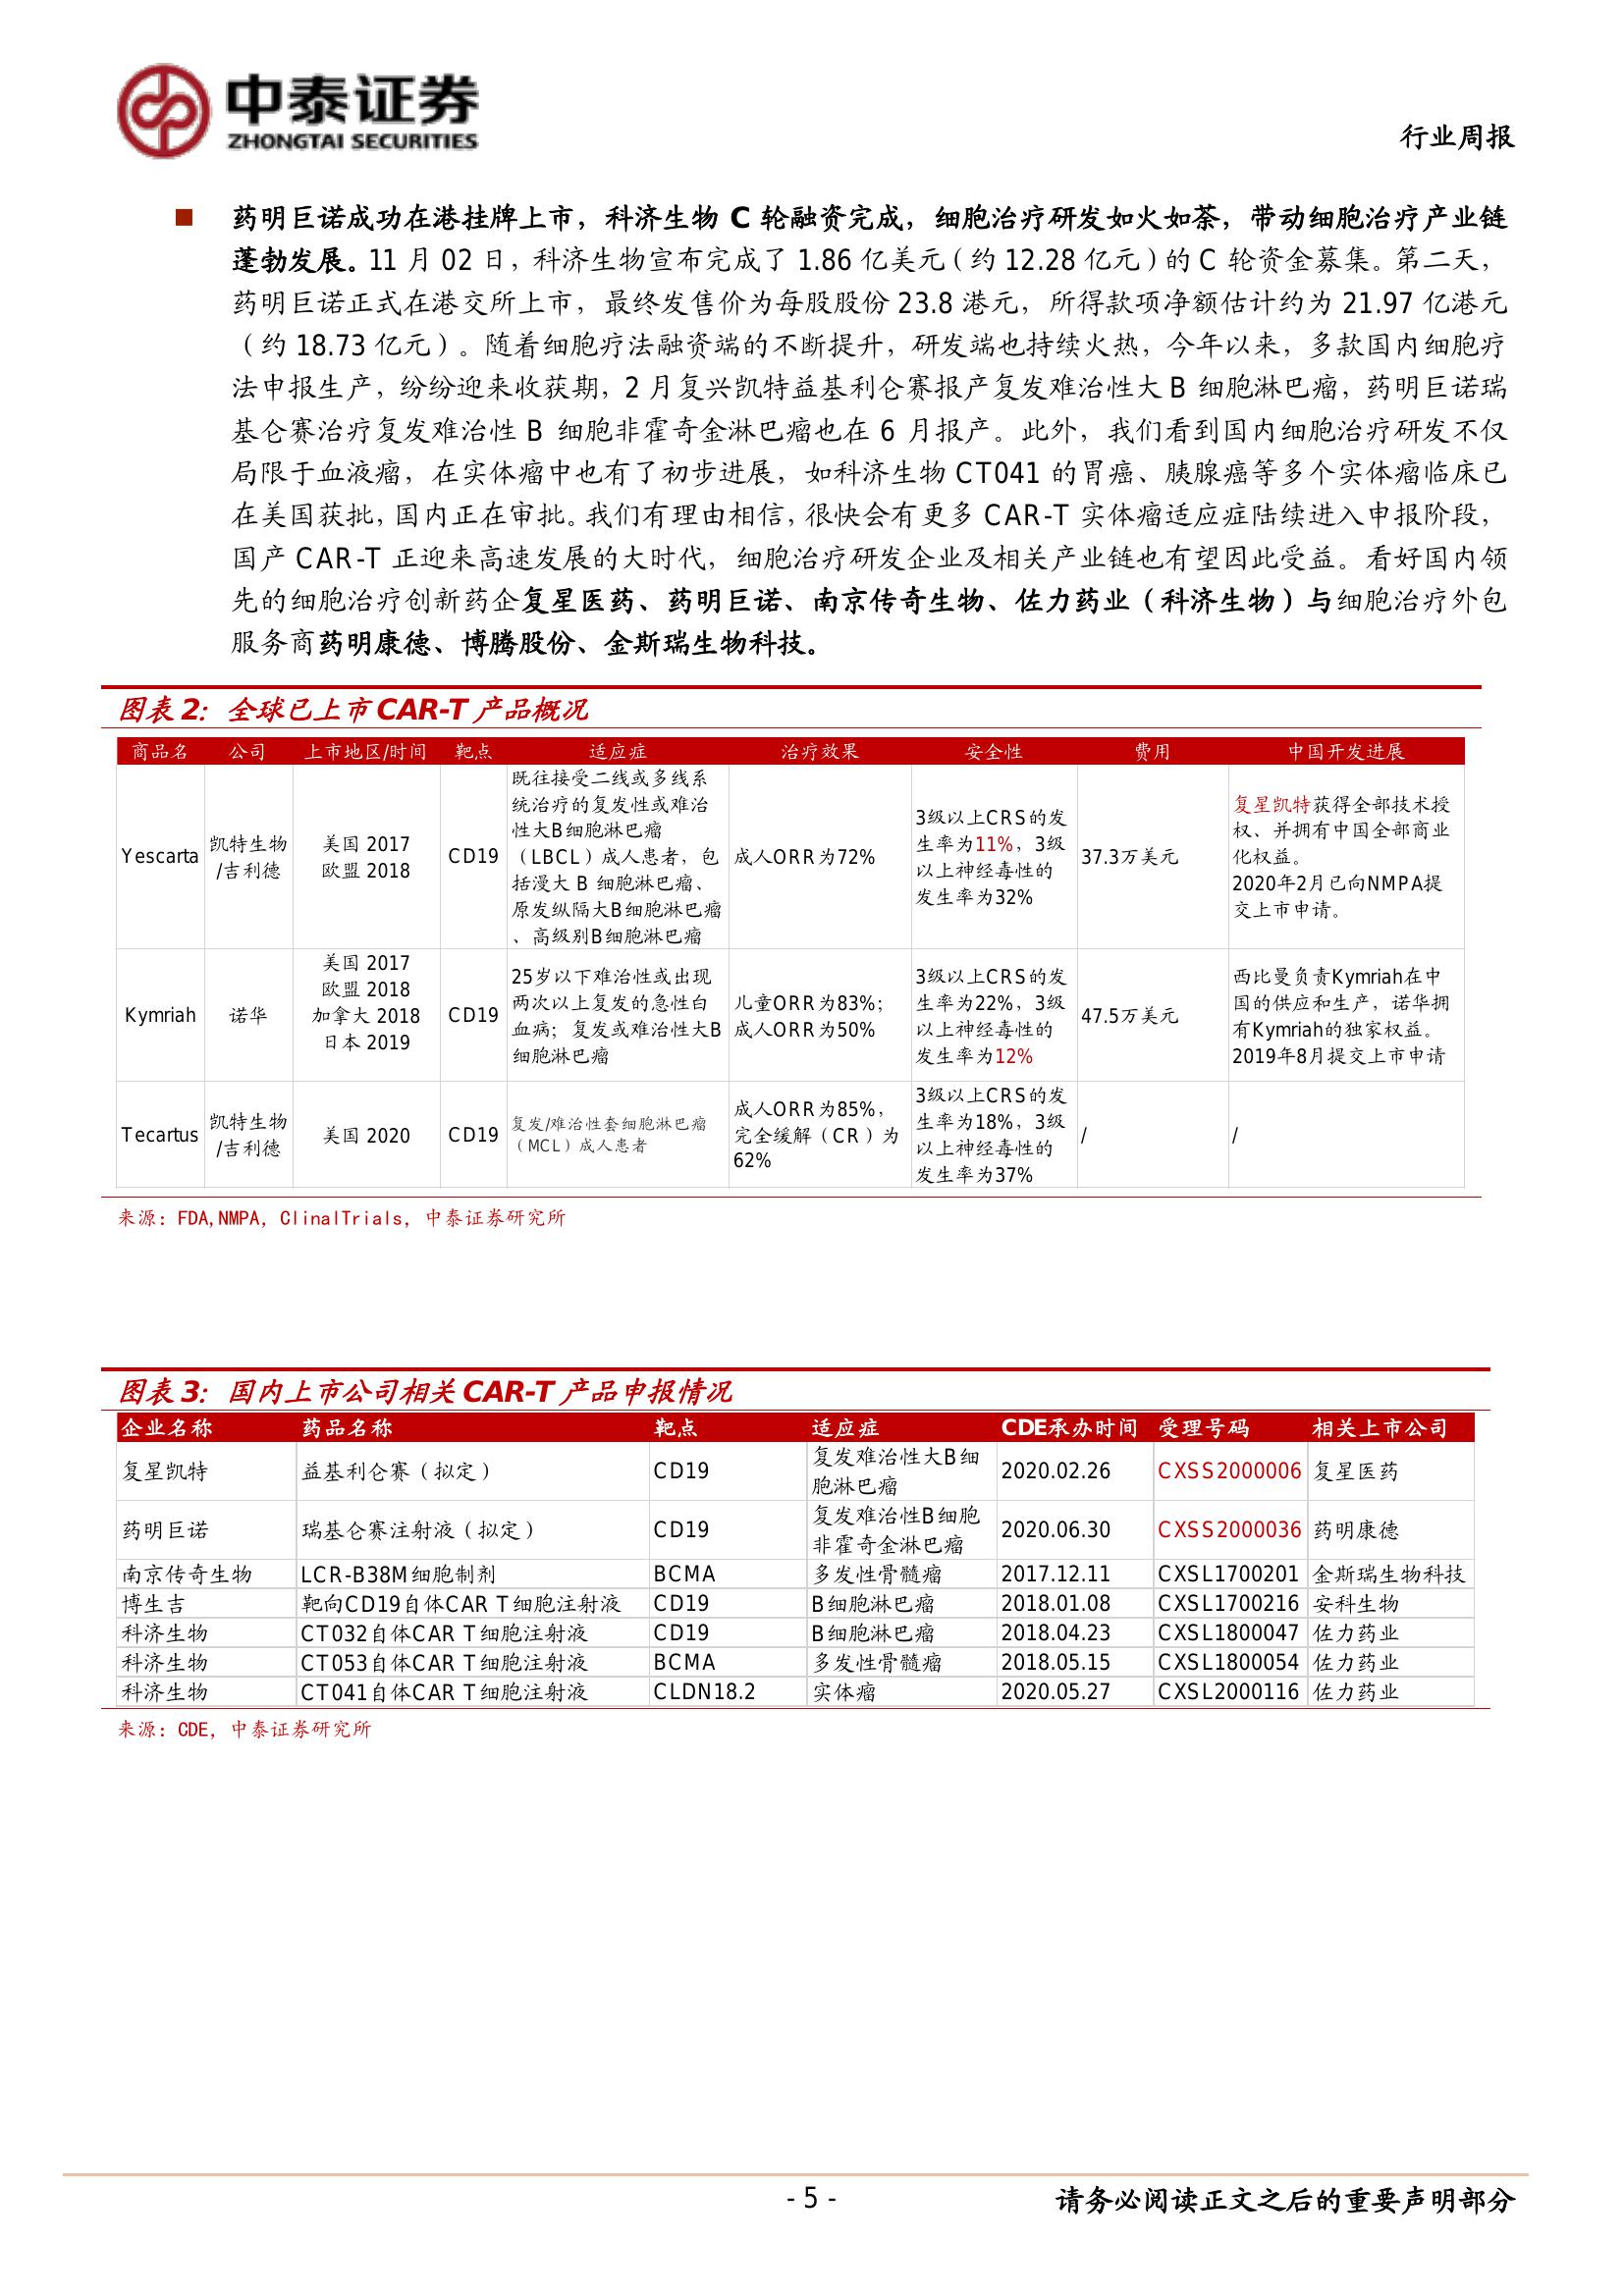 中泰证券
ZHONGTAI SECURITIES
行业周报
■ 药明巨诺成功在港挂牌上市，科济生物 C 轮融资完成，细胞治疗研发如火如荼，带动细胞治疗产业链
蓬勃发展。11 月 02 日，科济生物宣布完成了 1.86 亿美元（约 12.28 亿元）的 C 轮资金募集。第二天，
药明巨诺正式在港交所上市，最终发售价为每股股份 23.8 港元，所得款项净额估计约为 21.97 亿港元
（约 18.73 亿元）。随着细胞疗法融资端的不断提升，研发端也持续火热，今年以来，多款国内细胞疗
法申报生产，纷纷迎来收获期，2 月复兴凯特益基利仑赛报产复发难治性大 B 细胞淋巴瘤，药明巨诺瑞
基仑赛治疗复发难治性 B 细胞非霍奇金淋巴瘤也在 6 月报产。此外，我们看到国内细胞治疗研发不仅
局限于血液瘤，在实体瘤中也有了初步进展，如科济生物 CT041 的胃癌、胰腺癌等多个实体瘤临床已
在美国获批，国内正在审批。我们有理由相信，很快会有更多 CAR-T 实体瘤适应症陆续进入申报阶段，
国产 CAR-T 正迎来高速发展的大时代，细胞治疗研发企业及相关产业链也有望因此受益。看好国内领
先的细胞治疗创新药企复星医药、药明巨诺、南京传奇生物、佐力药业（科济生物）与细胞治疗外包
服务商药明康德、博腾股份、金斯瑞生物科技。
图表 2：全球已上市 CAR-T 产品概况
商品名 公司 上市地区/时间 靶点 适应症 治疗效果 安全性 费用 中国开发进展
Yescarta
凯特生物
/吉利德
美国 2017
欧盟 2018
CD19
既往接受二线或多线系
统治疗的复发性或难治
性大B细胞淋巴瘤
（LBCL）成人患者，包
括漫大 B 细胞淋巴瘤、
原发纵隔大B细胞淋巴瘤
、高级别B细胞淋巴瘤
成人ORR为72%
3级以上CRS的发
生率为11%，3级
以上神经毒性的
发生率为32%
37.3万美元
复星凯特获得全部技术授
权、并拥有中国全部商业
化权益。
2020年2月已向NMPA提
交上市申请。
Kymriah
诺华
美国 2017
欧盟 2018
加拿大 2018
日本 2019
CD19
25岁以下难治性或出现
两次以上复发的急性白
血病；复发或难治性大B
细胞淋巴瘤
儿童ORR为83%；
成人ORR为50%
3级以上CRS的发
生率为22%，3级
以上神经毒性的
发生率为12%
47.5万美元
西比曼负责Kymriah在中
国的供应和生产，诺华拥
有Kymriah的独家权益。
2019年8月提交上市申请
Tecartus
凯特生物
/吉利德
美国 2020
CD19
复发/难治性套细胞淋巴瘤
（MCL）成人患者
成人ORR为85%，
完全缓解（CR）为
62%
3级以上CRS的发
生率为18%，3级
以上神经毒性的
发生率为37%
/
/
来源：FDA,NMPA, ClinalTrials, 中泰证券研究所
图表 3：国内上市公司相关 CAR-T 产品申报情况
企业名称 药品名称 靶点 适应症 CDE承办时间 受理号码 相关上市公司
复星凯特 益基利仑赛（拟定） CD19 复发难治性大B细
胞淋巴瘤 2020.02.26 CXSS2000006 复星医药
药明巨诺 瑞基仑赛注射液（拟定） CD19 复发难治性B细胞
非霍奇金淋巴瘤 2020.06.30 CXSS2000036 药明康德
南京传奇生物 LCR-B38M细胞制剂 BCMA 多发性骨髓瘤 2017.12.11 CXSL1700201 金斯瑞生物科技
博生吉 靶向CD19自体CAR T细胞注射液 CD19 B细胞淋巴瘤 2018.01.08 CXSL1700216 安科生物
科济生物 CT032自体CAR T细胞注射液 CD19 B细胞淋巴瘤 2018.04.23 CXSL1800047 佐力药业
科济生物 CT053自体CAR T细胞注射液 BCMA 多发性骨髓瘤 2018.05.15 CXSL1800054 佐力药业
科济生物 CT041自体CAR T细胞注射液 CLDN18.2 实体瘤 2020.05.27 CXSL2000116 佐力药业
来源：CDE, 中泰证券研究所
- 5 -
请务必阅读正文之后的重要声明部分